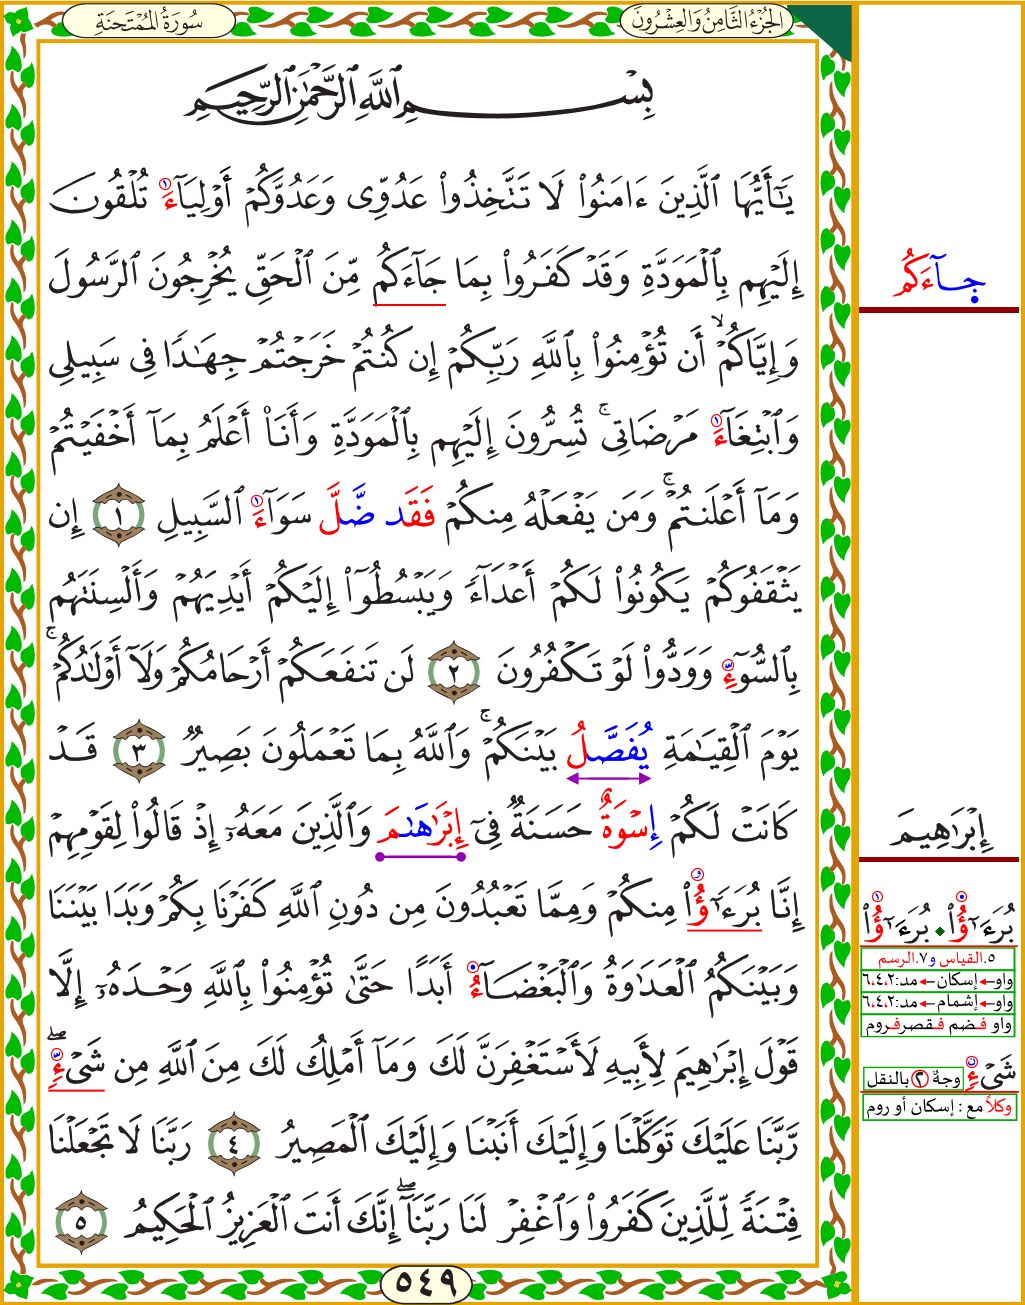 الجُزْءُ الثَّامِنُ وَالعِشْرُونَ
سُورَةُ المُمْتَحَنَةِ
بِسْمِ ٱللَّهِ ٱلرَّحْمَٰنِ ٱلرَّحِيمِ
يَٰٓأَيُّهَا ٱلَّذِينَ ءَامَنُوا۟ لَا تَتَّخِذُوا۟ عَدُوِّى وَعَدُوَّكُمْ أَوْلِيَآءَ تُلْقُونَ
إِلَيْهِم بِٱلْمَوَدَّةِ وَقَدْ كَفَرُوا۟ بِمَا جَآءَكُم مِّنَ ٱلْحَقِّ يُخْرِجُونَ ٱلرَّسُولَ
وَإِيَّاكُمْ ۙ أَن تُؤْمِنُوا۟ بِٱللَّهِ رَبِّكُمْ إِن كُنتُمْ خَرَجْتُمْ جِهَٰدًا فِى سَبِيلِى
وَٱبْتِغَآءَ مَرْضَاتِى ۚ تُسِرُّونَ إِلَيْهِم بِٱلْمَوَدَّةِ وَأَنَا۠ أَعْلَمُ بِمَآ أَخْفَيْتُمْ
وَمَآ أَعْلَنتُمْ ۚ وَمَن يَفْعَلْهُ مِنكُمْ فَقَد ضَّلَّ سَوَآءَ ٱلسَّبِيلِ ١ إِن
يَثْقَفُوكُمْ يَكُونُوا۟ لَكُمْ أَعْدَآءً وَيَبْسُطُوٓا۟ إِلَيْكُمْ أَيْدِيَهُمْ وَأَلْسِنَتَهُم
بِٱلسُّوٓءِ وَوَدُّوا۟ لَوْ تَكْفُرُونَ ٢ لَن تَنفَعَكُمْ أَرْحَامُكُمْ وَلَآ أَوْلَٰدُكُمْ ۚ
يَوْمَ ٱلْقِيَٰمَةِ يُفَصَّلُ بَيْنَكُمْ ۚ وَٱللَّهُ بِمَا تَعْمَلُونَ بَصِيرٌ ٣ قَدْ
كَانَتْ لَكُمْ إِسْوَةٌ حَسَنَةٌ فِىٓ إِبْرَٰهَٰمَ وَٱلَّذِينَ مَعَهُۥٓ إِذْ قَالُوا۟ لِقَوْمِهِمْ
إِنَّا بُرَءَٰٓؤُا۟ مِنكُمْ وَمِمَّا تَعْبُدُونَ مِن دُونِ ٱللَّهِ كَفَرْنَا بِكُمْ وَبَدَا بَيْنَنَا
وَبَيْنَكُمُ ٱلْعَدَٰوَةُ وَٱلْبَغْضَآءُ أَبَدًا حَتَّىٰ تُؤْمِنُوا۟ بِٱللَّهِ وَحْدَهُۥٓ إِلَّا
قَوْلَ إِبْرَٰهِيمَ لِأَبِيهِ لَأَسْتَغْفِرَنَّ لَكَ وَمَآ أَمْلِكُ لَكَ مِنَ ٱللَّهِ مِن شَىْءٍ ۖ
رَّبَّنَا عَلَيْكَ تَوَكَّلْنَا وَإِلَيْكَ أَنَبْنَا وَإِلَيْكَ ٱلْمَصِيرُ ٤ رَبَّنَا لَا تَجْعَلْنَا
فِتْنَةً لِّلَّذِينَ كَفَرُوا۟ وَٱغْفِرْ لَنَا رَبَّنَآ ۖ إِنَّكَ أَنتَ ٱلْعَزِيزُ ٱلْحَكِيمُ ٥
٥٤٩
جِآءَكُم
إِبْرَٰهِيمَ
بُرَءَٰٓؤُا۟ • بُرَءَٰٓؤُا۟
٥.القياس و٧.الرسم
واو←إسكان←مد:٦،٤،٢
واو←إشمام←مد:٦،٤،٢
واو فضم فقصر فروم
شَىْءٍ وجهٌ ٢ بالنقل
وكلاً مع : إسكان أو روم